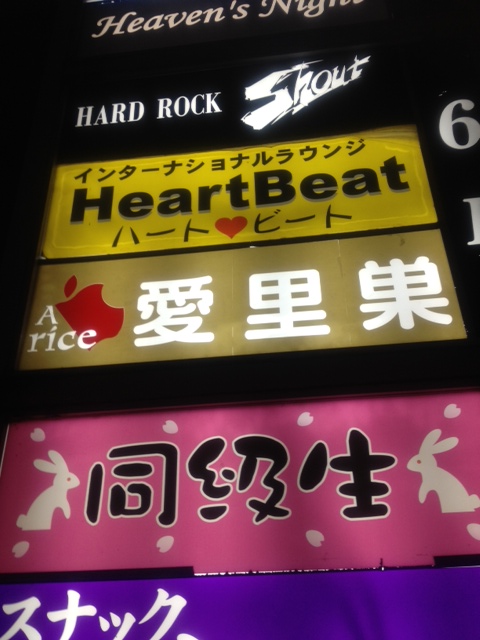 Heaven's Night
HARD ROCK Shout
6
インターナショナルラウンジ
HeartBeat
ハート ビート
A rice
愛里巣
同級生
スナック